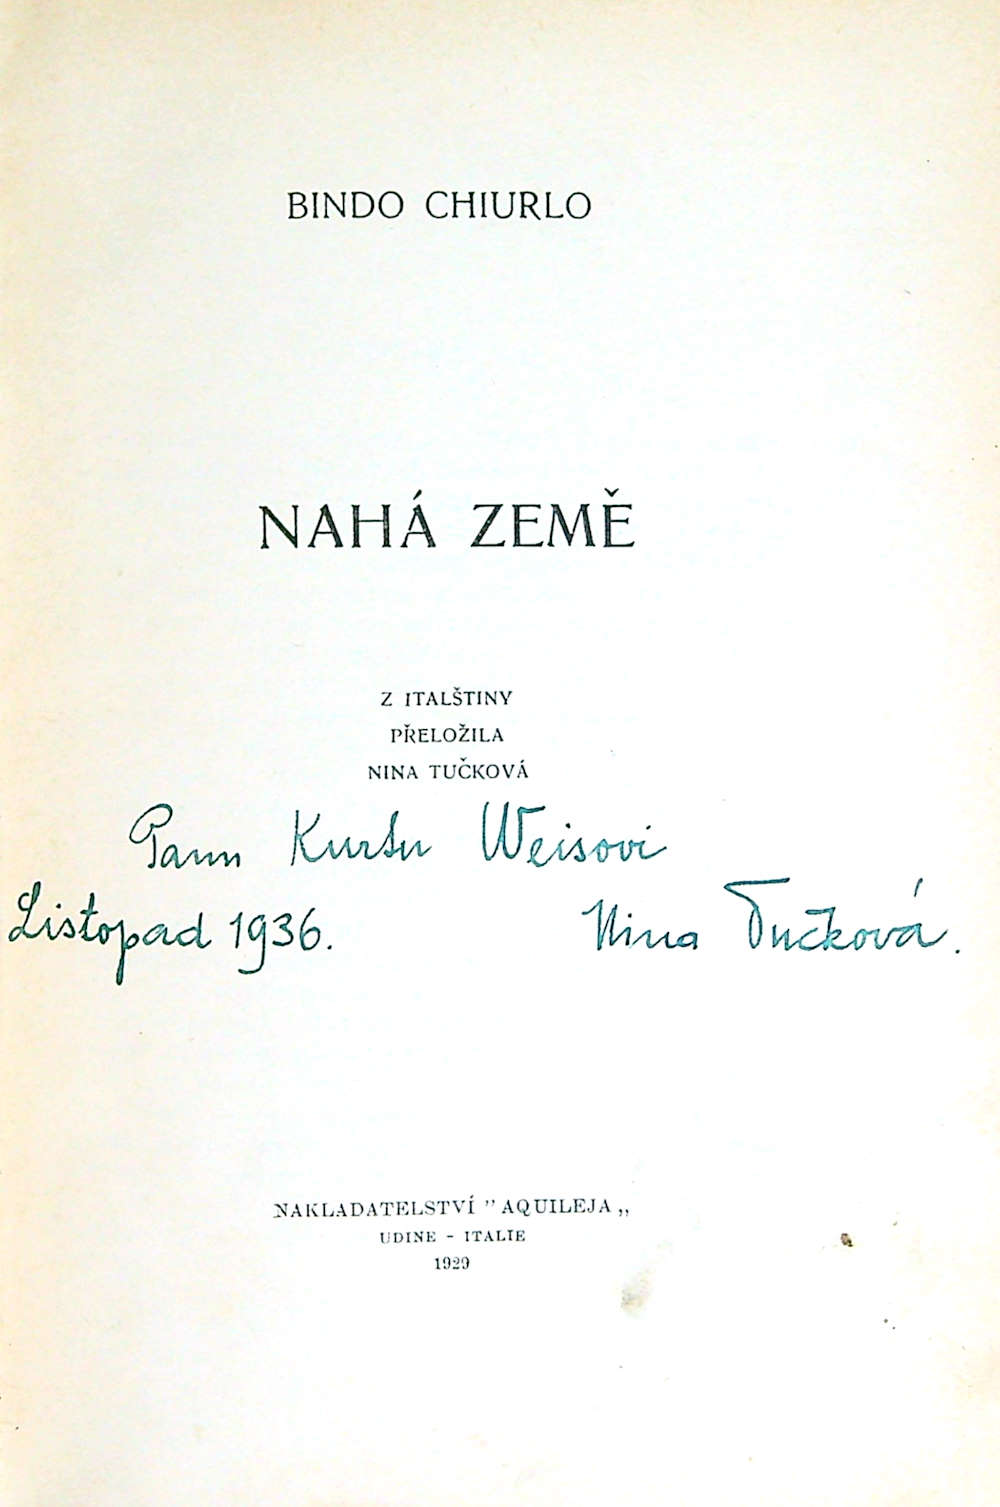 BINDO CHIURLO
NAHÁ ZEMĚ
Z ITALŠTINY
PŘELOŽILA
NINA TUČKOVÁ
Panu Kurtu Weisovi
Listopad 1936. Nina Tučková.
NAKLADATELSTVÍ " AQUILEJA „
UDINE - ITALIE
1929